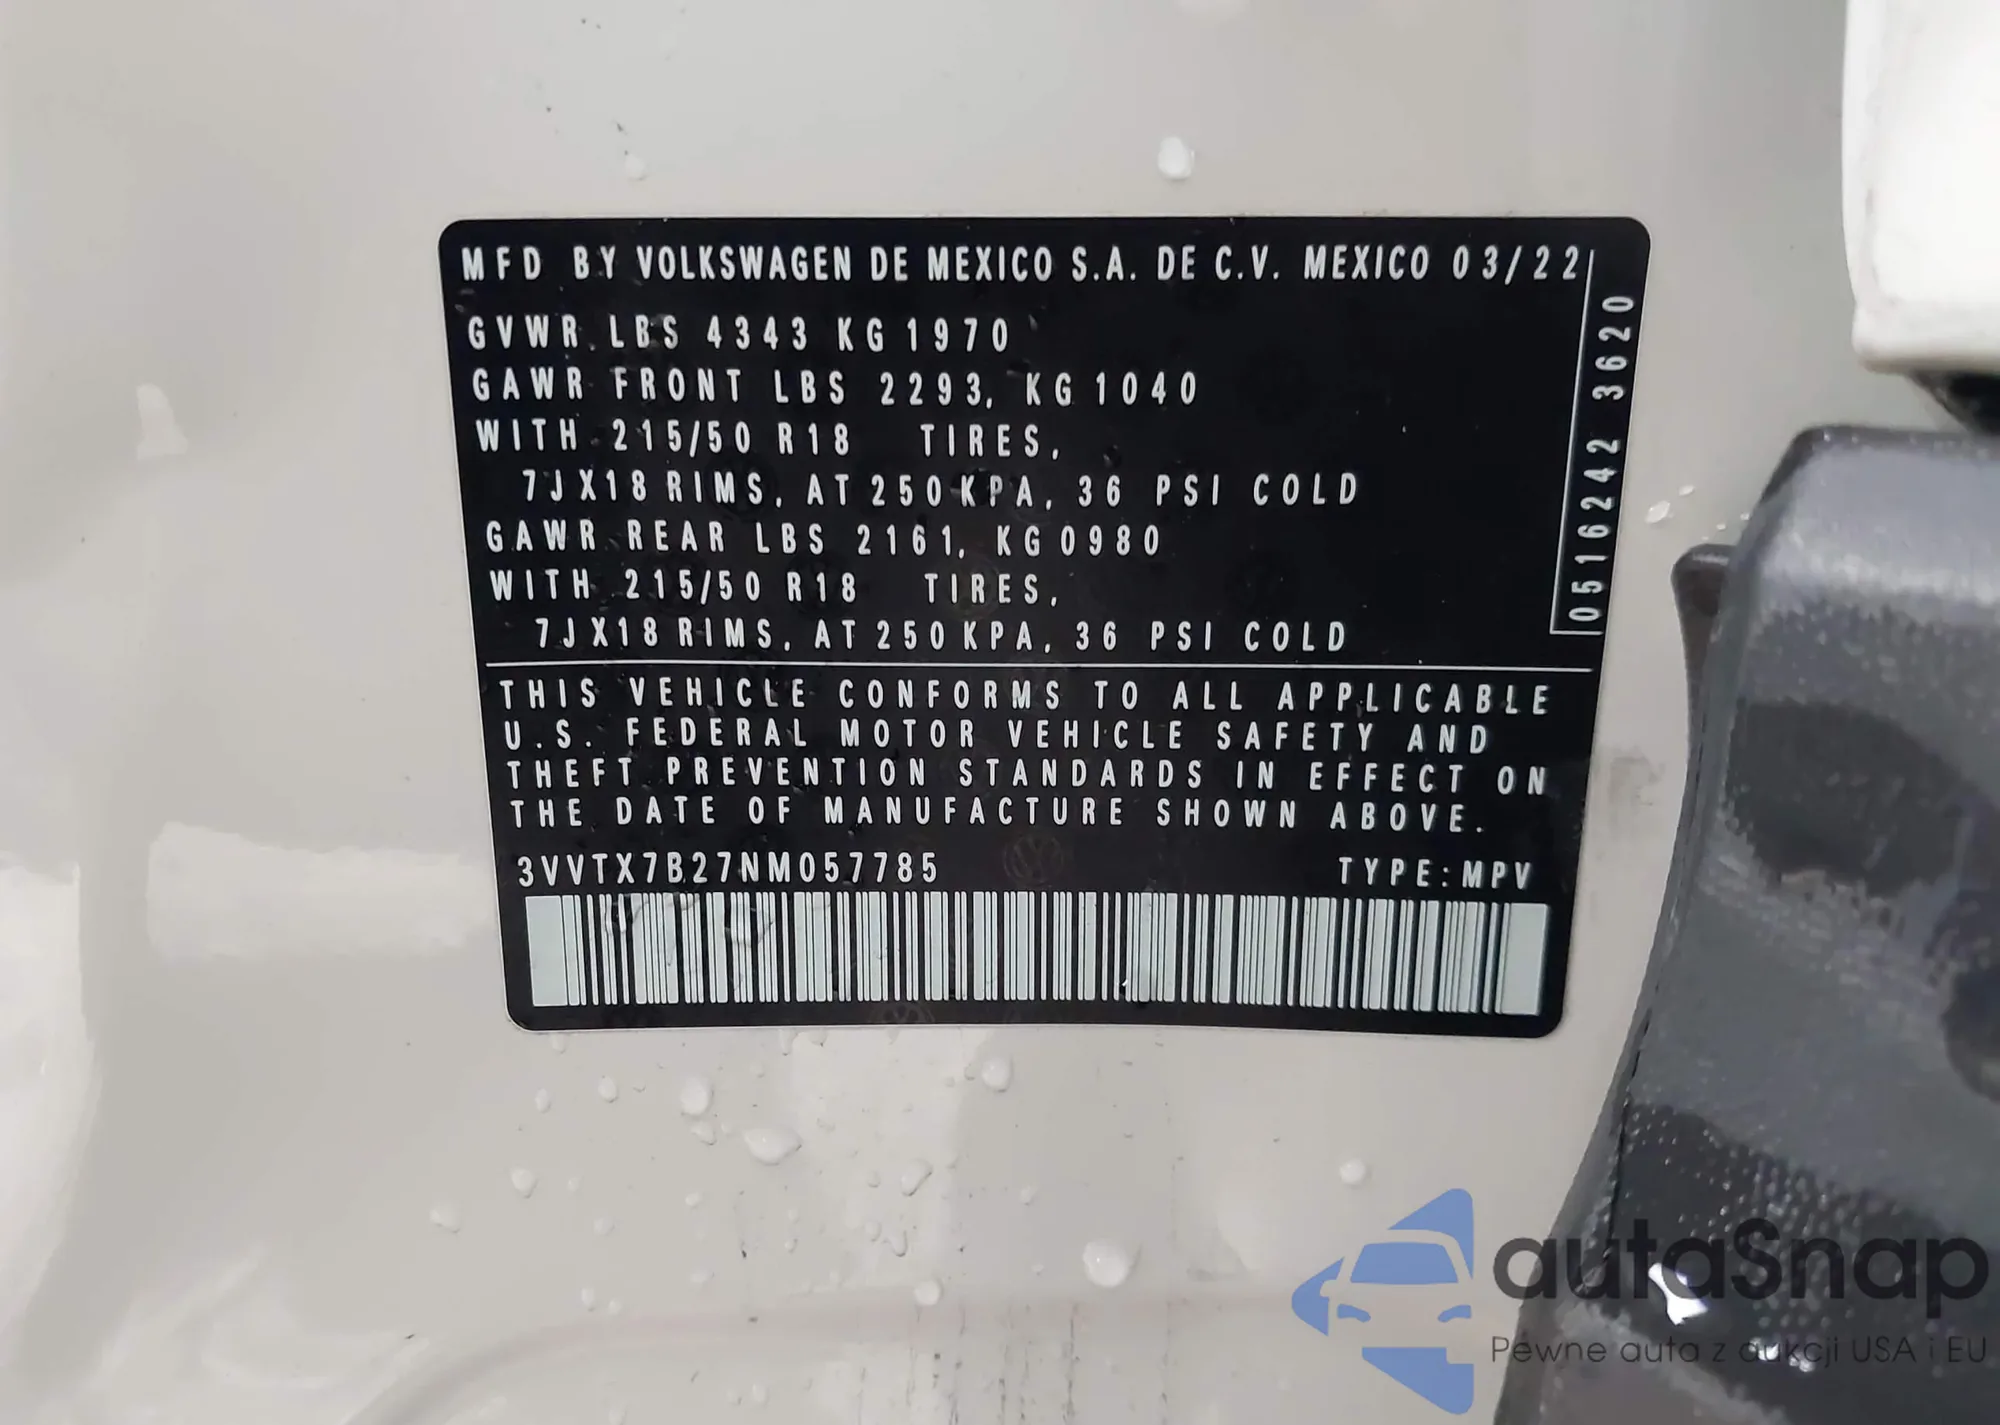 MFD BY VOLKSWAGEN DE MEXICO S.A. DE C.V. MEXICO 03/22
GVWR LBS 4343 KG 1970
GAWR FRONT LBS 2293, KG 1040
WITH 215/50 R18 TIRES,
7JX18 RIMS, AT 250 KPA, 36 PSI COLD
GAWR REAR LBS 2161, KG 0980
WITH 215/50 R18 TIRES,
7JX18 RIMS, AT 250 KPA, 36 PSI COLD
0516242 3620
THIS VEHICLE CONFORMS TO ALL APPLICABLE
U.S. FEDERAL MOTOR VEHICLE SAFETY AND
THEFT PREVENTION STANDARDS IN EFFECT ON
THE DATE OF MANUFACTURE SHOWN ABOVE.
3VVTX7B27NM057785 TYPE: MPV
autaSnap
Pewne auta z aukcji USA i EU